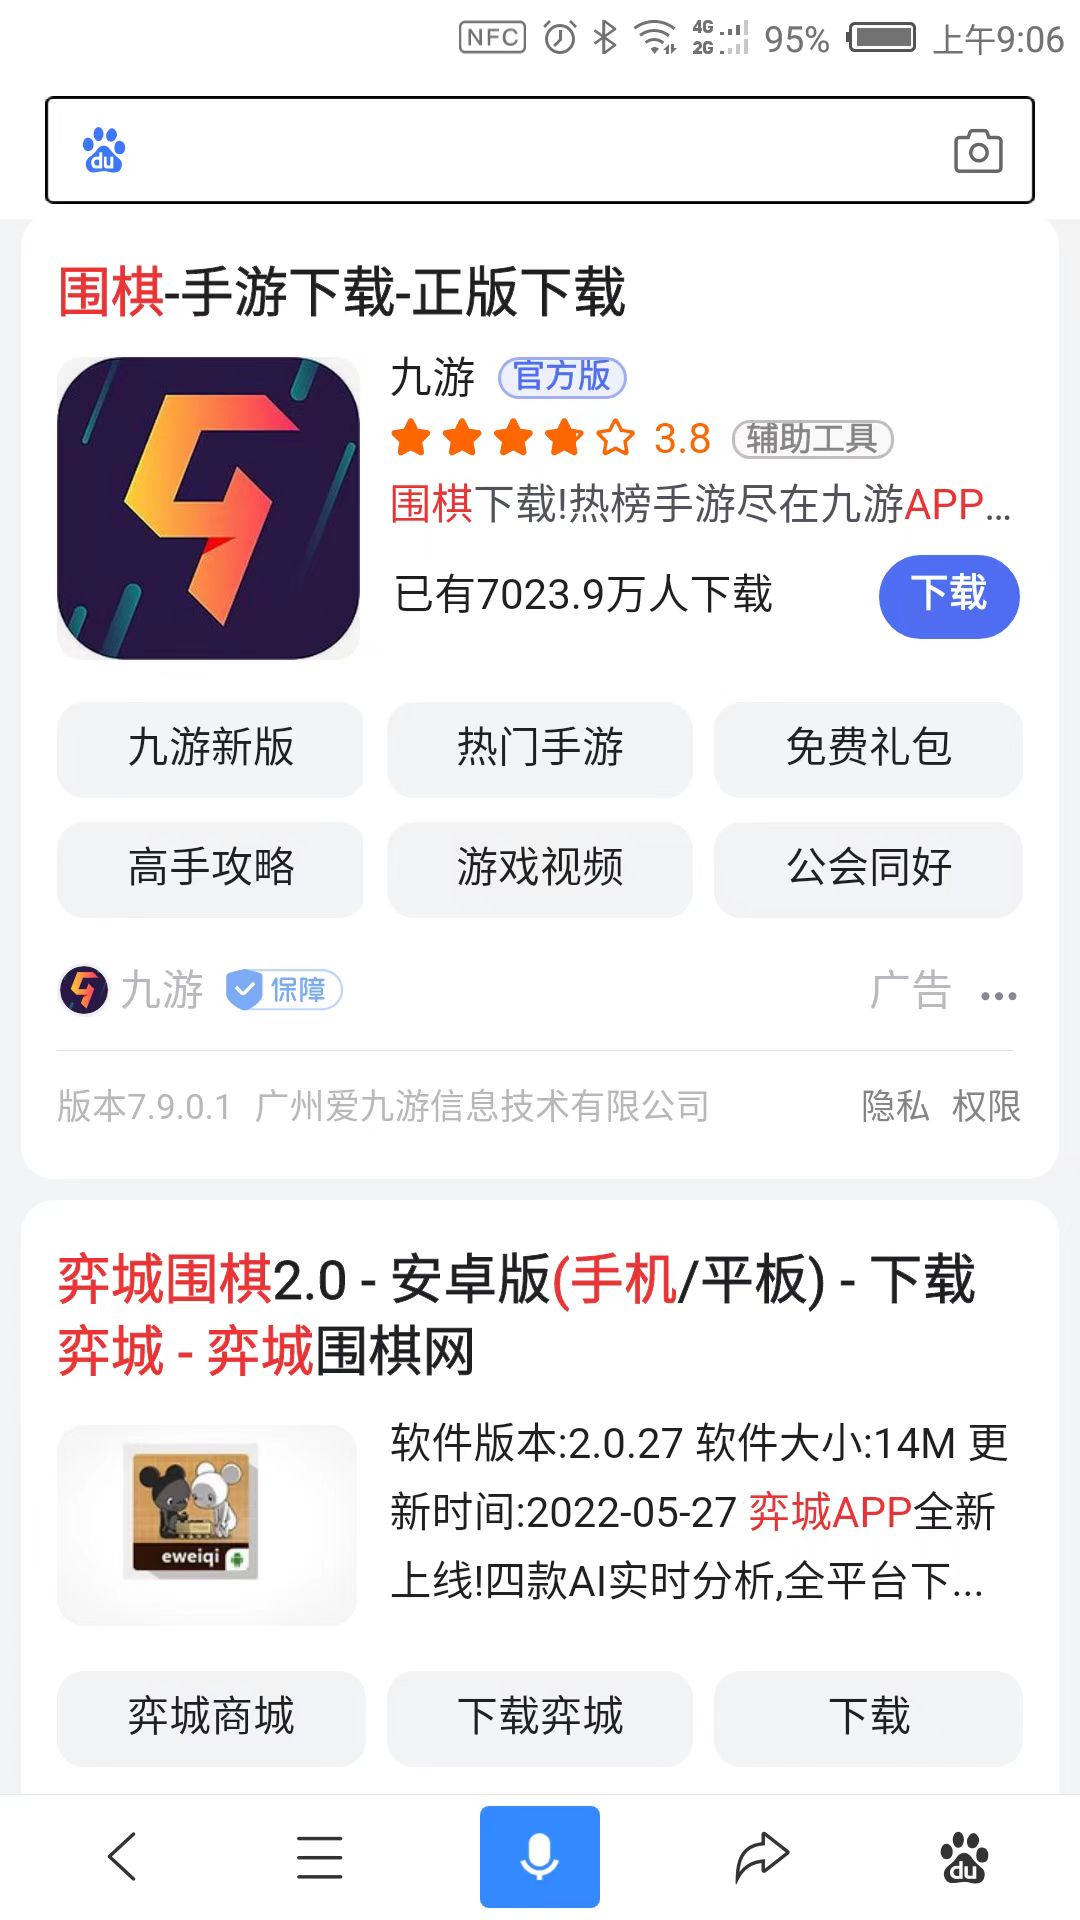 NFC 4G 2G 95% 上午9:06
du
围棋-手游下载-正版下载
九游 官方版
3.8 辅助工具
围棋下载!热榜手游尽在九游APP...
已有7023.9万人下载 下载
九游新版 热门手游 免费礼包
高手攻略 游戏视频 公会同好
九游 保障 广告
版本7.9.0.1 广州爱九游信息技术有限公司 隐私 权限
弈城围棋2.0 - 安卓版(手机/平板) - 下载
弈城 - 弈城围棋网
软件版本:2.0.27 软件大小:14M 更
新时间:2022-05-27 弈城APP全新
上线!四款AI实时分析,全平台下...
eweiqi
弈城商城 下载弈城 下载
du